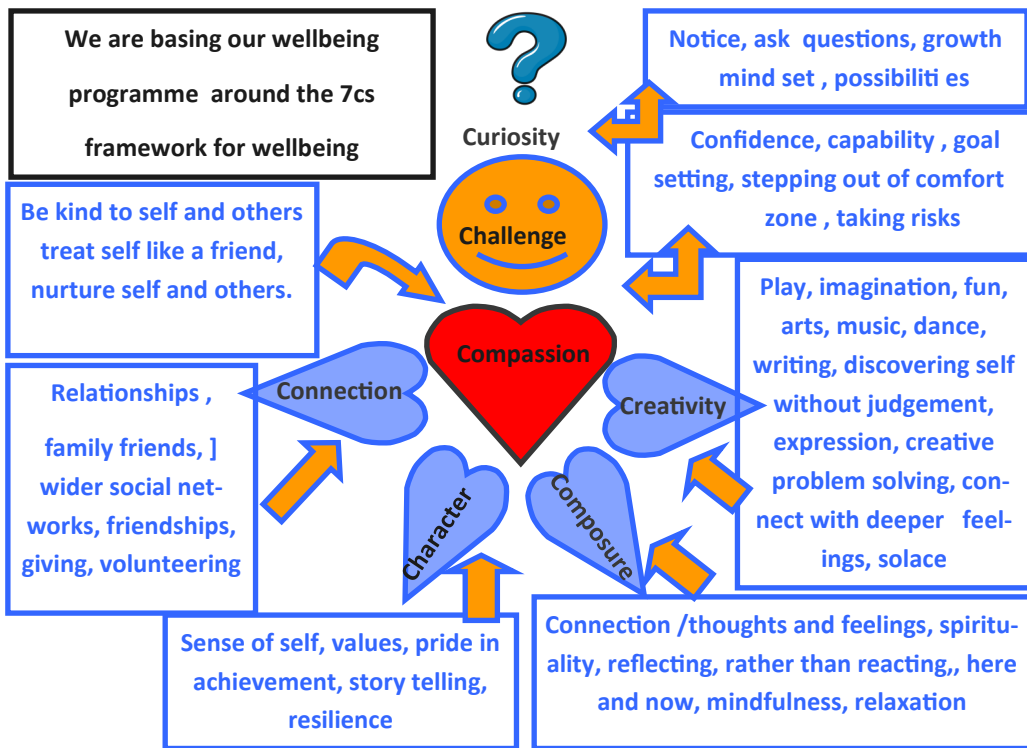 We are basing our wellbeing
programme around the 7cs
framework for wellbeing
?
Curiosity
Notice, ask questions, growth
mind set , possibiliti es
Challenge
Confidence, capability , goal
setting, stepping out of comfort
zone , taking risks
Be kind to self and others
treat self like a friend,
nurture self and others.
Compassion
Connection
Relationships ,
family friends, ]
wider social net-
works, friendships,
giving, volunteering
Creativity
Play, imagination, fun,
arts, music, dance,
writing, discovering self
without judgement,
expression, creative
problem solving, con-
nect with deeper feel-
ings, solace
Character
Sense of self, values, pride in
achievement, story telling,
resilience
Composure
Connection /thoughts and feelings, spiritu-
ality, reflecting, rather than reacting,, here
and now, mindfulness, relaxation